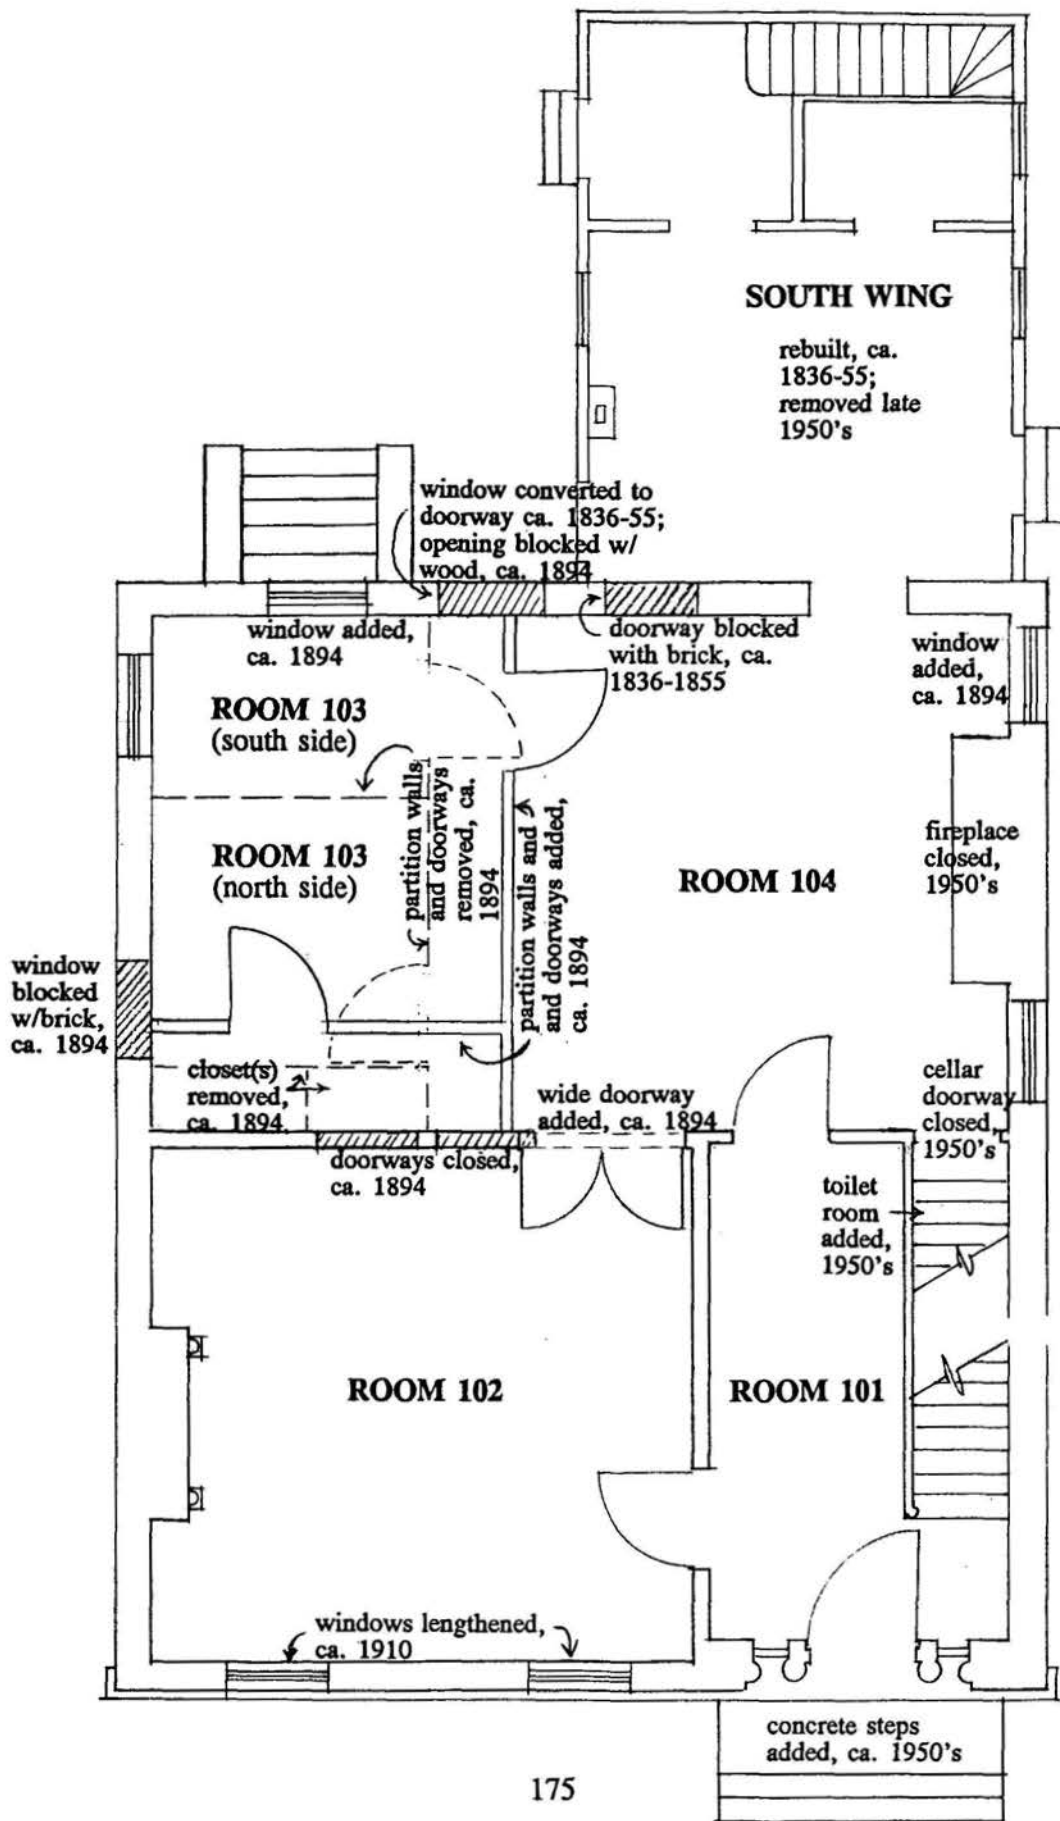 SOUTH WING
rebuilt, ca.
1836-55;
removed late
1950's
window converted to
doorway ca. 1836-55;
opening blocked w/
wood, ca. 1894
window added,
ca. 1894
doorway blocked
with brick, ca.
1836-1855
window
added,
ca. 1894
ROOM 103
(south side)
partition walls
and doorways
removed, ca.
1894
partition walls and
and doorways added,
ca. 1894
fireplace
closed,
1950's
ROOM 103
(north side)
ROOM 104
window
blocked
w/brick,
ca. 1894
closet(s)
removed,
ca. 1894
wide doorway
added, ca. 1894
cellar
doorway
closed,
1950's
doorways closed,
ca. 1894
toilet
room
added,
1950's
ROOM 102
ROOM 101
windows lengthened,
ca. 1910
concrete steps
added, ca. 1950's
175